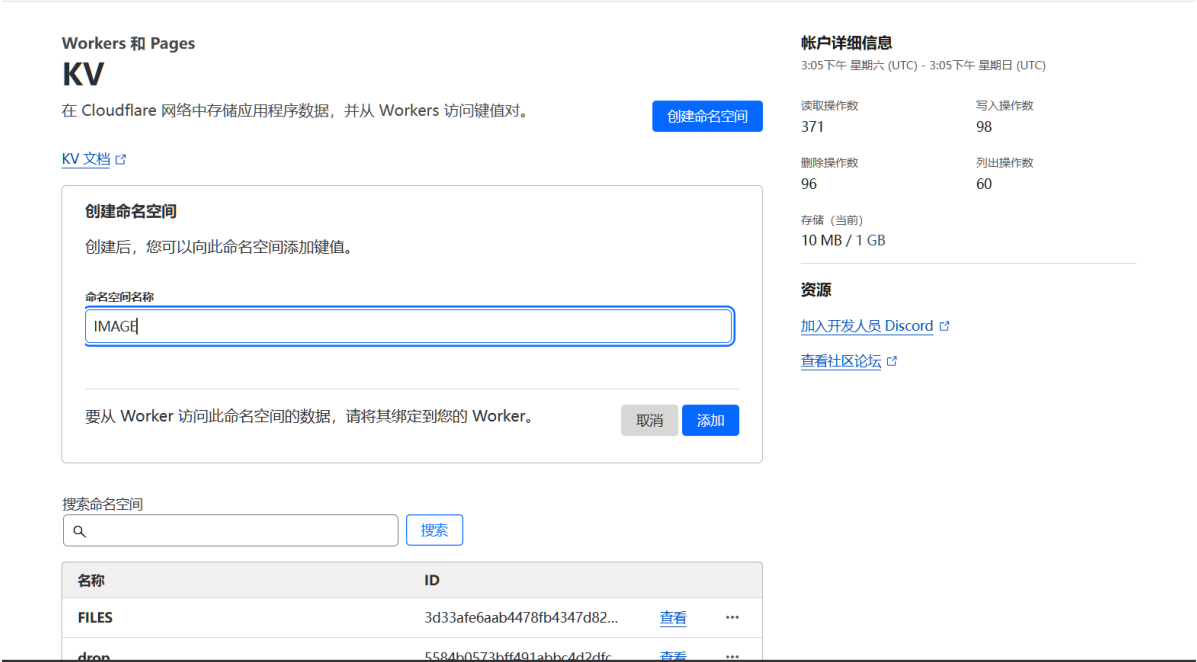 Workers 和 Pages
KV
在 Cloudflare 网络中存储应用程序数据，并从 Workers 访问键值对。
创建命名空间
KV 文档
创建命名空间
创建后，您可以向此命名空间添加键值。
命名空间名称
IMAGE
要从 Worker 访问此命名空间的数据，请将其绑定到您的 Worker。
取消 添加
搜索命名空间
搜索
名称 ID
FILES 3d33afe6aab4478fb4347d82... 查看 ...
drop 5584b0573bff491abbc4d2dfc 查看 ...
帐户详细信息
3:05下午 星期六 (UTC) - 3:05下午 星期日 (UTC)
读取操作数 写入操作数
371 98
删除操作数 列出操作数
96 60
存储（当前）
10 MB / 1 GB
资源
加入开发人员 Discord
查看社区论坛